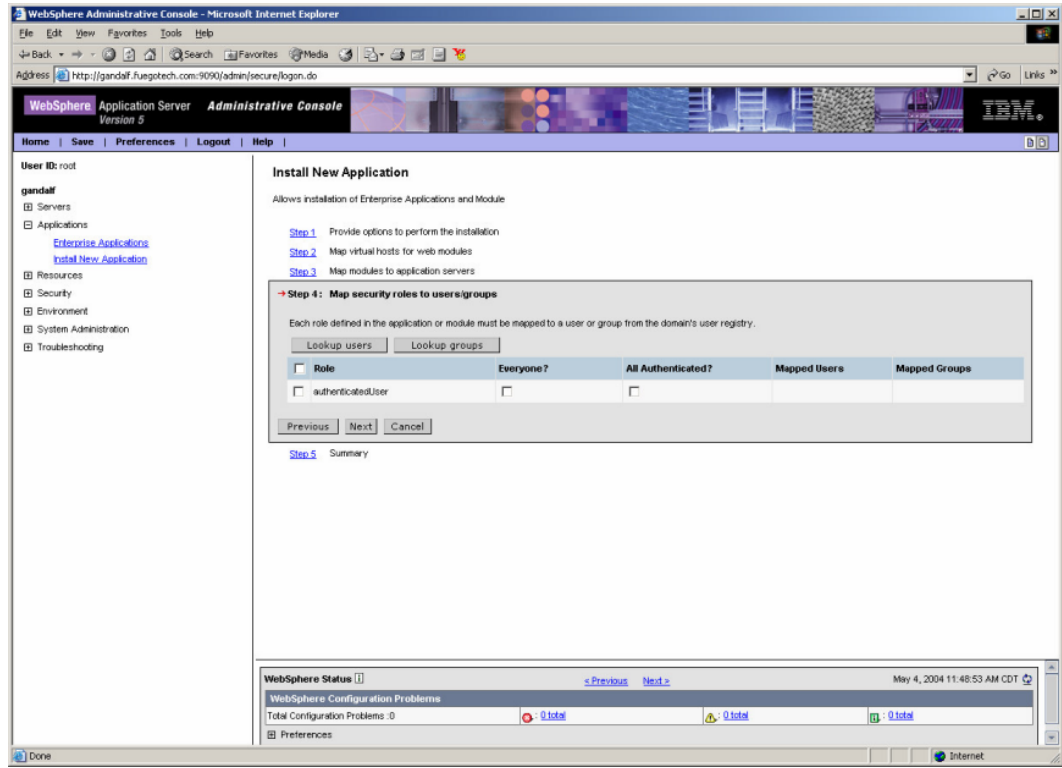 WebSphere Administrative Console - Microsoft Internet Explorer
File Edit View Favorites Tools Help
Back Search Favorites Media
Address http://gandalf.fuegotech.com:9090/admin/secure/logon.do Go Links »
WebSphere Application Server Administrative Console
Version 5
IBM.
Home | Save | Preferences | Logout | Help |
User ID: root
gandalf
Servers
Applications
Enterprise Applications
Install New Application
Resources
Security
Environment
System Administration
Troubleshooting
Install New Application
Allows installation of Enterprise Applications and Module
Step 1 Provide options to perform the installation
Step 2 Map virtual hosts for web modules
Step 3 Map modules to application servers
→ Step 4 : Map security roles to users/groups
Each role defined in the application or module must be mapped to a user or group from the domain's user registry.
Lookup users Lookup groups
Role Everyone? All Authenticated? Mapped Users Mapped Groups
authenticatedUser
Previous Next Cancel
Step 5 Summary
WebSphere Status i < Previous Next > May 4, 2004 11:48:53 AM CDT
WebSphere Configuration Problems
Total Configuration Problems :0 : 0 total : 0 total : 0 total
Preferences
Done Internet